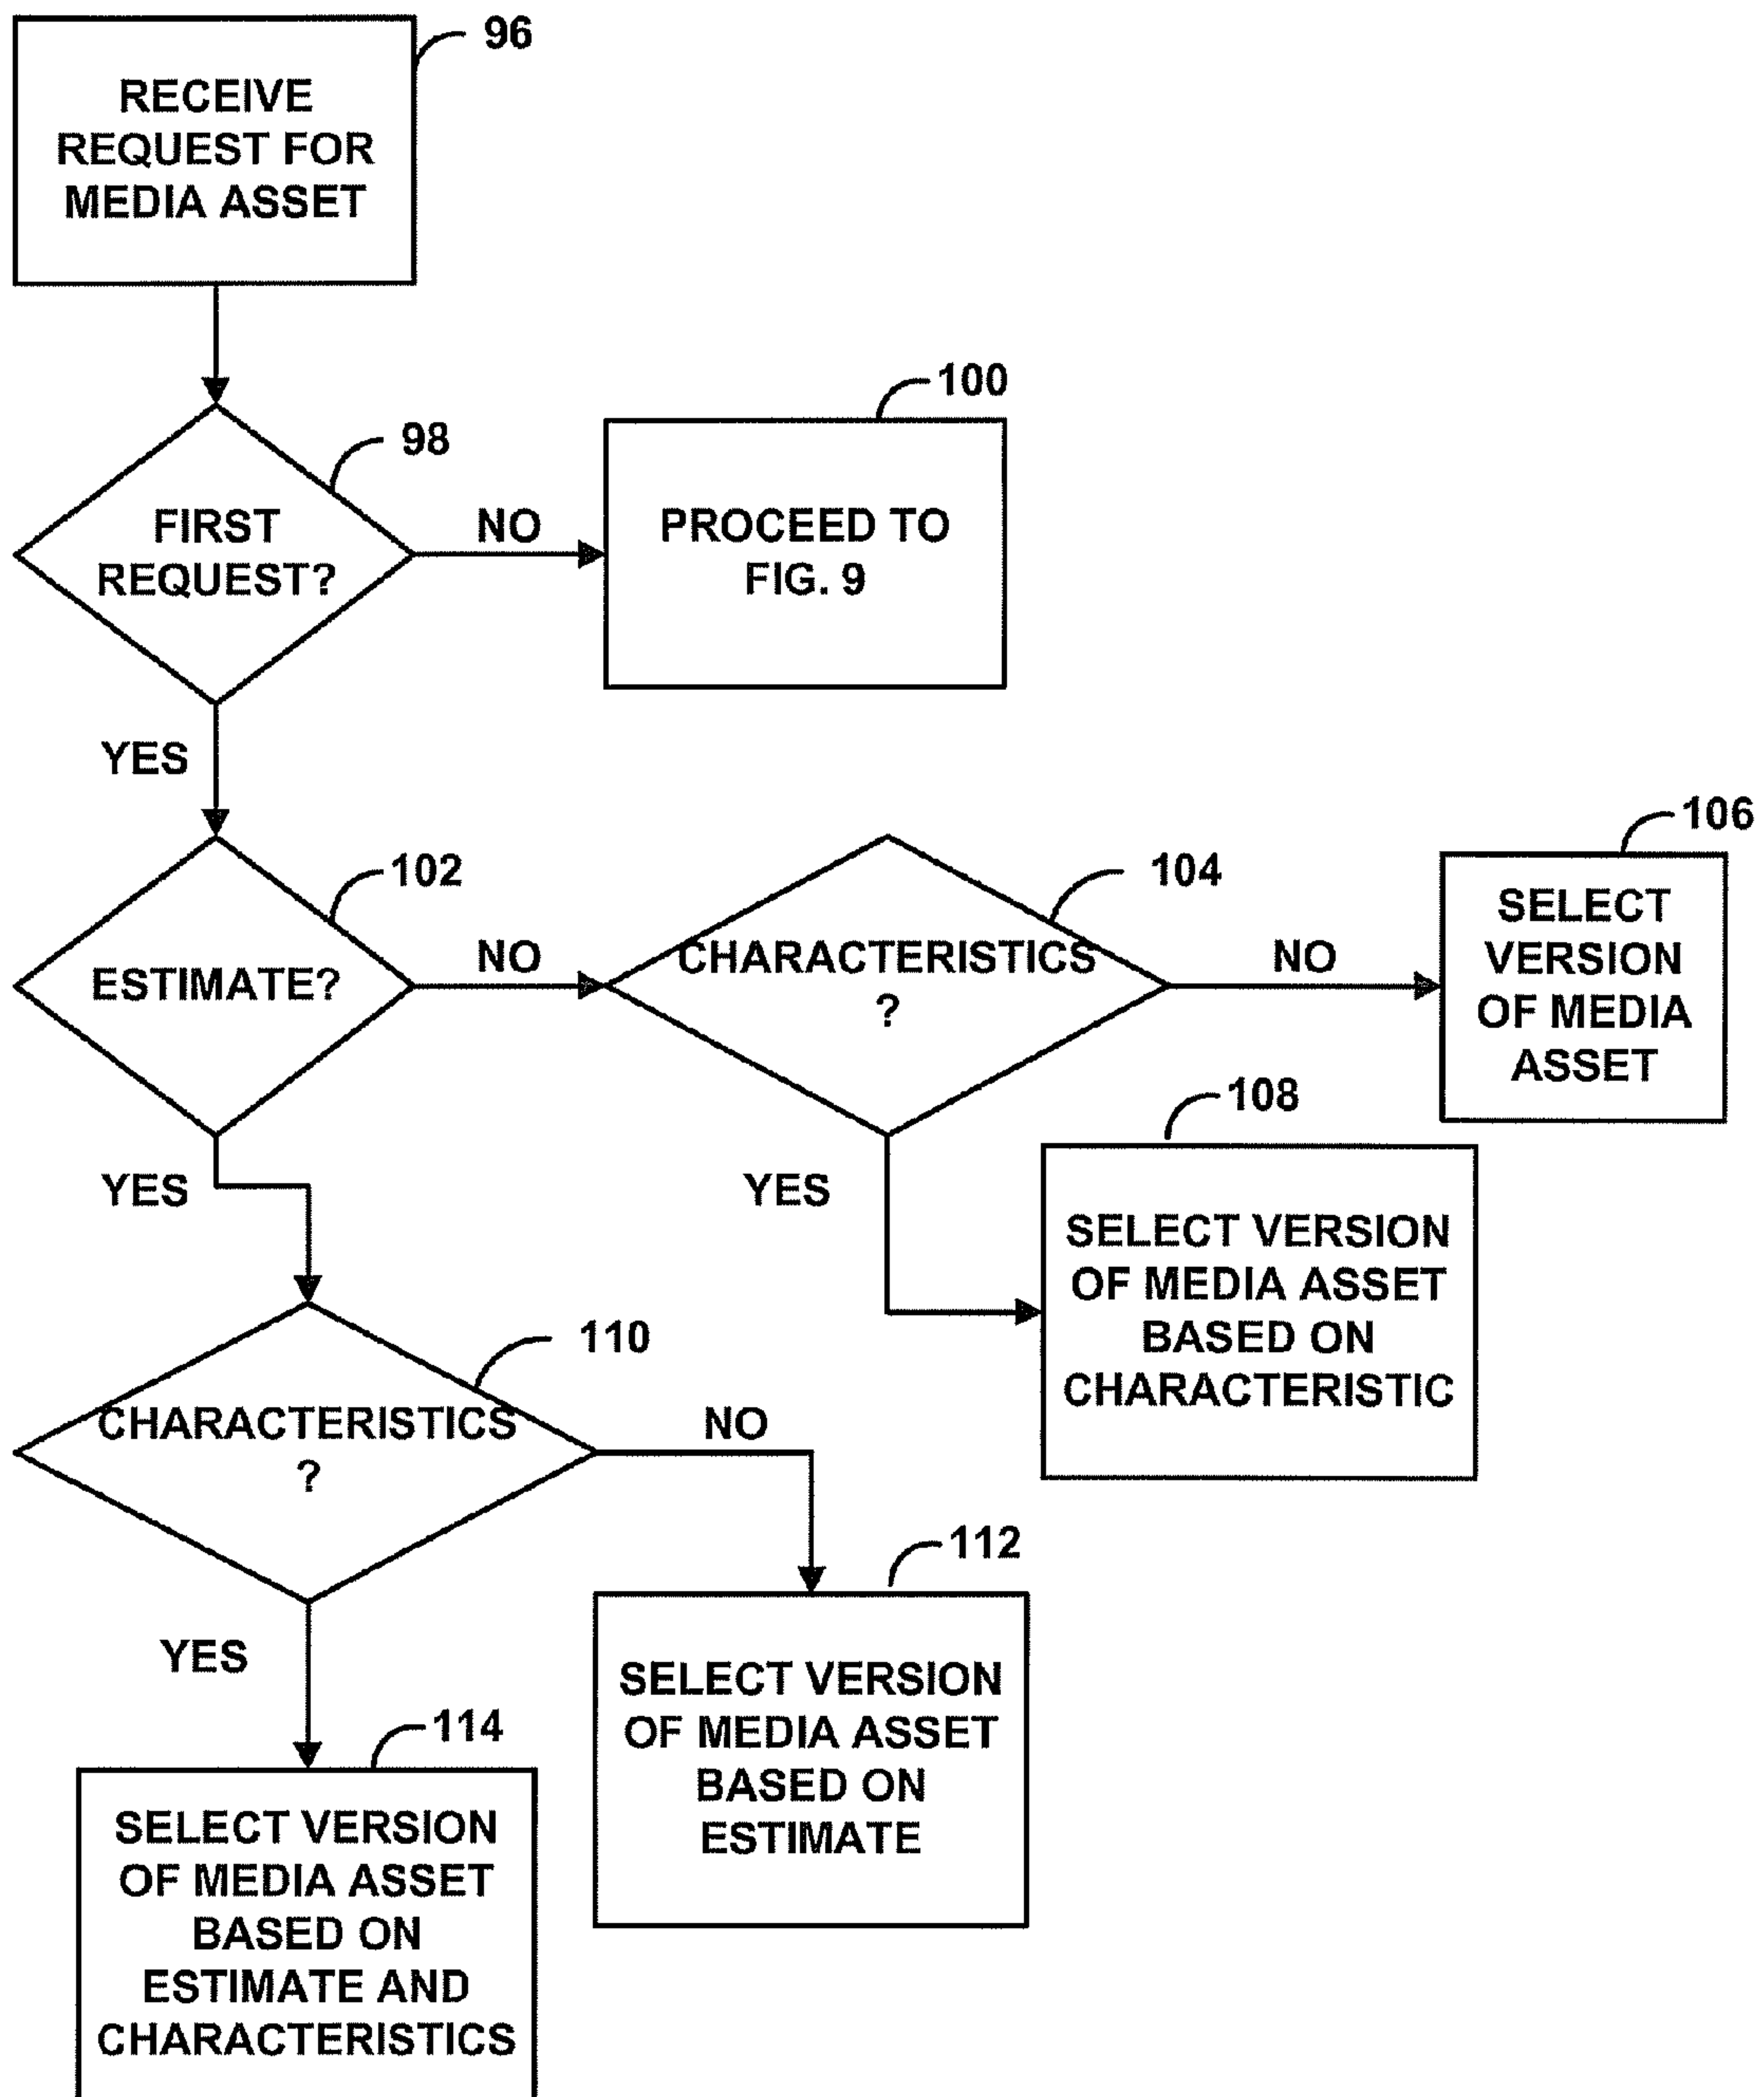 96
RECEIVE
REQUEST FOR
MEDIA ASSET
98
FIRST
REQUEST?
NO
100
PROCEED TO
FIG. 9
YES
102
ESTIMATE?
NO
104
CHARACTERISTICS
?
NO
106
SELECT
VERSION
OF MEDIA
ASSET
YES
108
SELECT VERSION
OF MEDIA ASSET
BASED ON
CHARACTERISTIC
YES
110
CHARACTERISTICS
?
NO
112
SELECT VERSION
OF MEDIA ASSET
BASED ON
ESTIMATE
YES
114
SELECT VERSION
OF MEDIA ASSET
BASED ON
ESTIMATE AND
CHARACTERISTICS